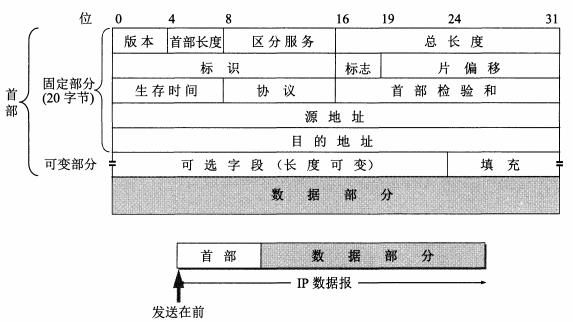 位 0 4 8 16 19 24 31
版 本 首部长度 区 分 服 务 总 长 度
标 识 标志 片 偏 移
生 存 时 间 协 议 首 部 检 验 和
源 地 址
目 的 地 址
可 选 字 段 (长 度 可 变) 填 充
数 据 部 分
首部
固定部分
(20 字节)
可变部分
首 部 数 据 部 分
IP 数据报
发送在前